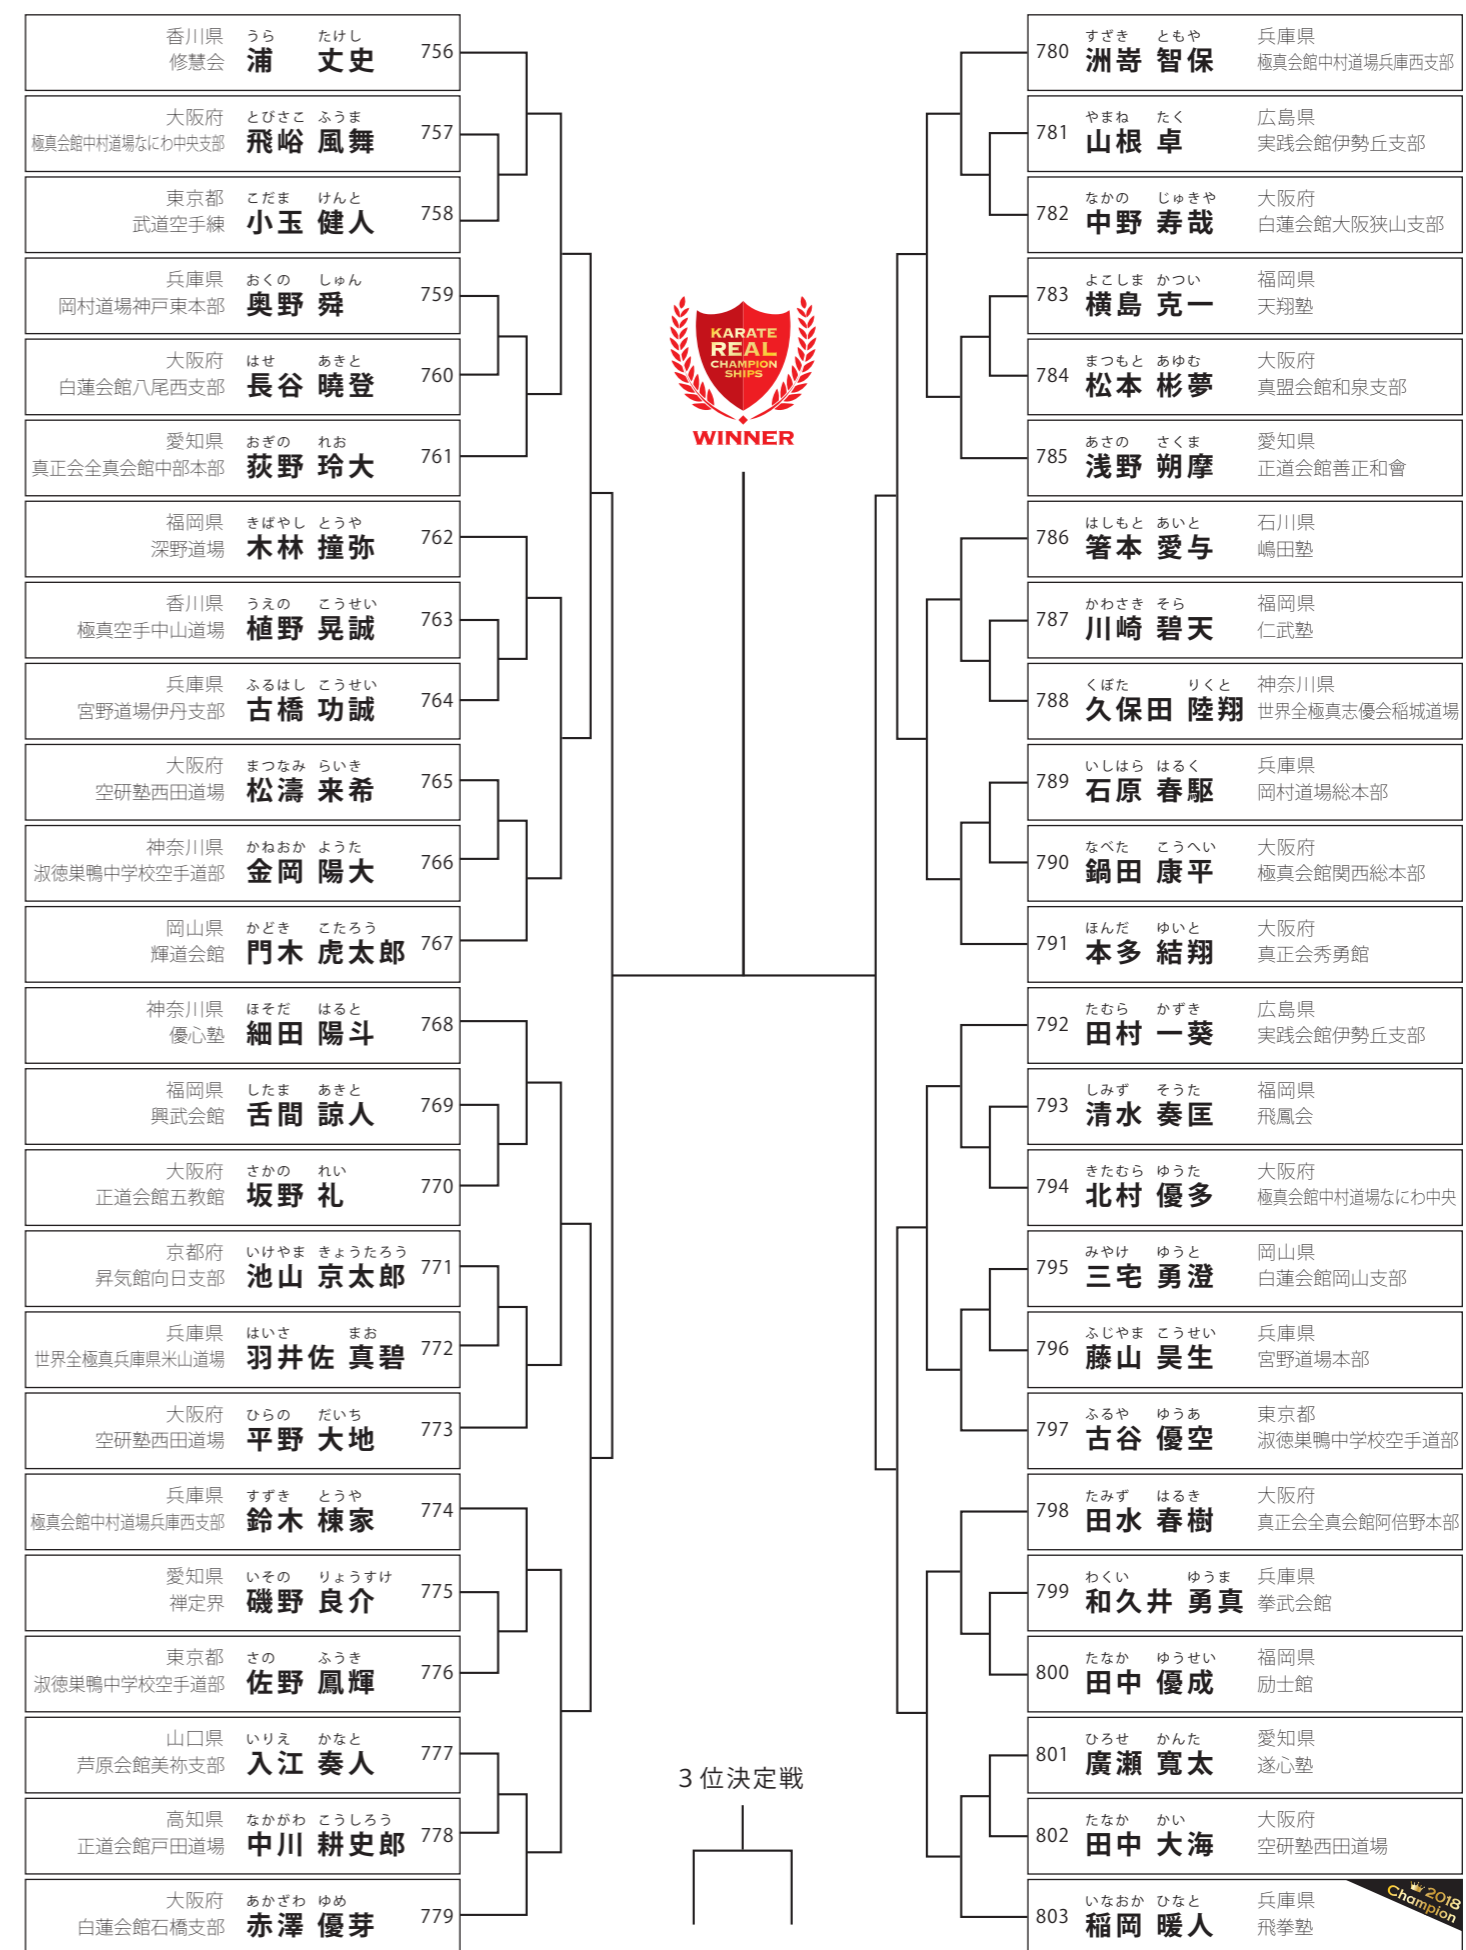 香川県
修慧会
うら たけし
浦 丈史
756
大阪府
極真会館中村道場なにわ中央支部
とびさこ ふうま
飛峪 風舞
757
東京都
武道空手練
こだま けんと
小玉 健人
758
兵庫県
岡村道場神戸東本部
おくの しゅん
奥野 舜
759
大阪府
白蓮会館八尾西支部
はせ あきと
長谷 曉登
760
愛知県
真正会全真会館中部本部
おぎの れお
荻野 玲大
761
福岡県
深野道場
きばやし とうや
木林 撞弥
762
香川県
極真空手中山道場
うえの こうせい
植野 晃誠
763
兵庫県
宮野道場伊丹支部
ふるはし こうせい
古橋 功誠
764
大阪府
空研塾西田道場
まつなみ らいき
松濤 来希
765
神奈川県
淑徳巣鴨中学校空手道部
かねおか ようた
金岡 陽大
766
岡山県
輝道会館
かどき こたろう
門木 虎太郎
767
神奈川県
優心塾
ほそだ はると
細田 陽斗
768
福岡県
興武会館
したま あきと
舌間 諒人
769
大阪府
正道会館五教館
さかの れい
坂野 礼
770
京都府
昇気館向日支部
いけやま きょうたろう
池山 京太郎
771
兵庫県
世界全極真兵庫県米山道場
はいさ まお
羽井佐 真碧
772
大阪府
空研塾西田道場
ひらの だいち
平野 大地
773
兵庫県
極真会館中村道場兵庫西支部
すずき とうや
鈴木 棟家
774
愛知県
禅定界
いその りょうすけ
磯野 良介
775
東京都
淑徳巣鴨中学校空手道部
さの ふうき
佐野 鳳輝
776
山口県
芦原会館美祢支部
いりえ かなと
入江 奏人
777
高知県
正道会館戸田道場
なかがわ こうしろう
中川 耕史郎
778
大阪府
白蓮会館石橋支部
あかざわ ゆめ
赤澤 優芽
779
KARATE
REAL
CHAMPION
SHIPS
WINNER
3位決定戦
780
すざき ともや
洲嵜 智保
兵庫県
極真会館中村道場兵庫西支部
781
やまね たく
山根 卓
広島県
実践会館伊勢丘支部
782
なかの じゅきや
中野 寿哉
大阪府
白蓮会館大阪狭山支部
783
よこしま かつい
横島 克一
福岡県
天翔塾
784
まつもと あゆむ
松本 彬夢
大阪府
真盟会館和泉支部
785
あさの さくま
浅野 朔摩
愛知県
正道会館善正和會
786
はしもと あいと
箸本 愛与
石川県
嶋田塾
787
かわさき そら
川崎 碧天
福岡県
仁武塾
788
くぼた りくと
久保田 陸翔
神奈川県
世界全極真志優会稲城道場
789
いしはら はるく
石原 春駆
兵庫県
岡村道場総本部
790
なべた こうへい
鍋田 康平
大阪府
極真会館関西総本部
791
ほんだ ゆいと
本多 結翔
大阪府
真正会秀勇館
792
たむら かずき
田村 一葵
広島県
実践会館伊勢丘支部
793
しみず そうた
清水 奏匡
福岡県
飛鳳会
794
きたむら ゆうた
北村 優多
大阪府
極真会館中村道場なにわ中央
795
みやけ ゆうと
三宅 勇澄
岡山県
白蓮会館岡山支部
796
ふじやま こうせい
藤山 昊生
兵庫県
宮野道場本部
797
ふるや ゆうあ
古谷 優空
東京都
淑徳巣鴨中学校空手道部
798
たみず はるき
田水 春樹
大阪府
真正会全真会館阿倍野本部
799
わくい ゆうま
和久井 勇真
兵庫県
拳武会館
800
たなか ゆうせい
田中 優成
福岡県
励士館
801
ひろせ かんた
廣瀬 寛太
愛知県
遂心塾
802
たなか かい
田中 大海
大阪府
空研塾西田道場
803
いなおか ひなと
稲岡 暖人
兵庫県
飛拳塾
2018
Champion